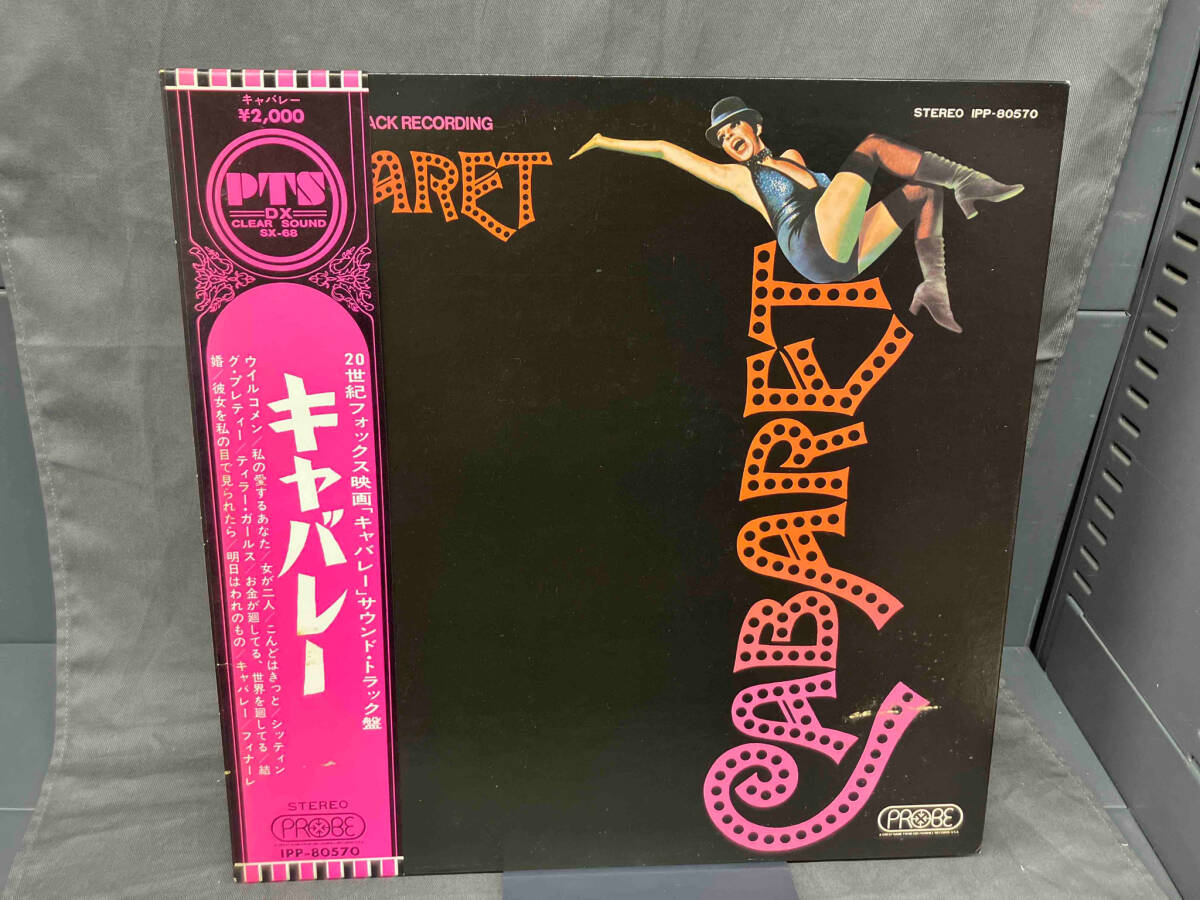 キャバレー
¥2,000
PTS
DX
CLEAR SOUND
SX-68
20世紀フォックス映画「キャバレー」サウンド・トラック盤
キャバレー
ウイルコメン/私の愛するあなた/女が二人/こんどはきっと/シッティン
グ・プレティー/ティラー・ガールス/お金が廻してる、世界を廻してる/結
婚/彼女を私の目で見られたら/明日はわれのもの/キャバレー/フィナーレ
STEREO
PROBE
IPP-80570
ACK RECORDING
ARET
STEREO IPP-80570
CABARET
PROBE